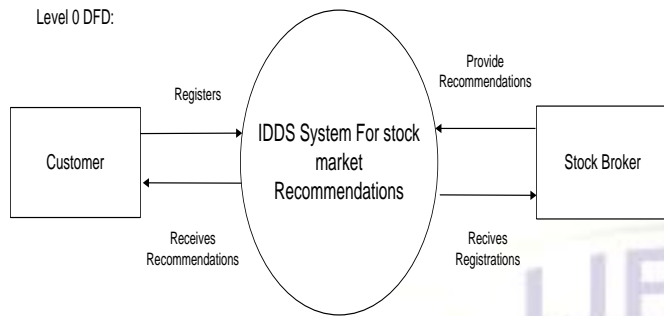 Level 0 DFD:
Provide
Recommendations
Registers
IDDS System For stock
market
Recommendations
Customer
Stock Broker
Receives
Recommendations
Recives
Registrations